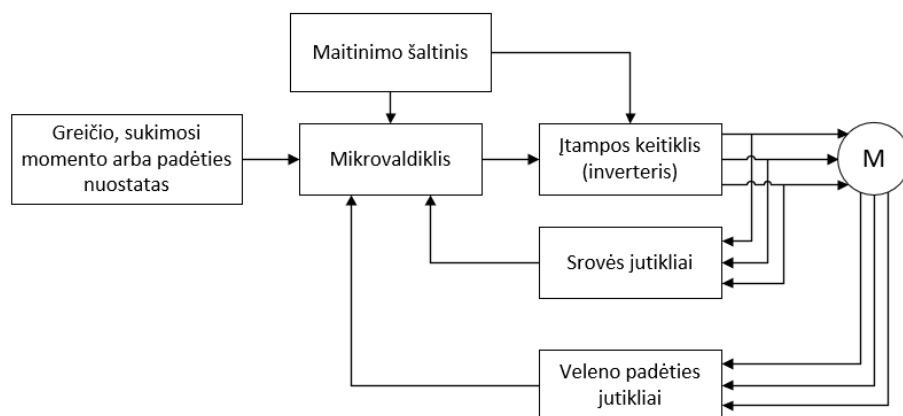 Maitinimo šaltinis
Greičio, sukimosi
momento arba padėties
nuostatas
Mikrovaldiklis
Įtampos keitiklis
(inverteris)
M
Srovės jutikliai
Veleno padėties
jutikliai